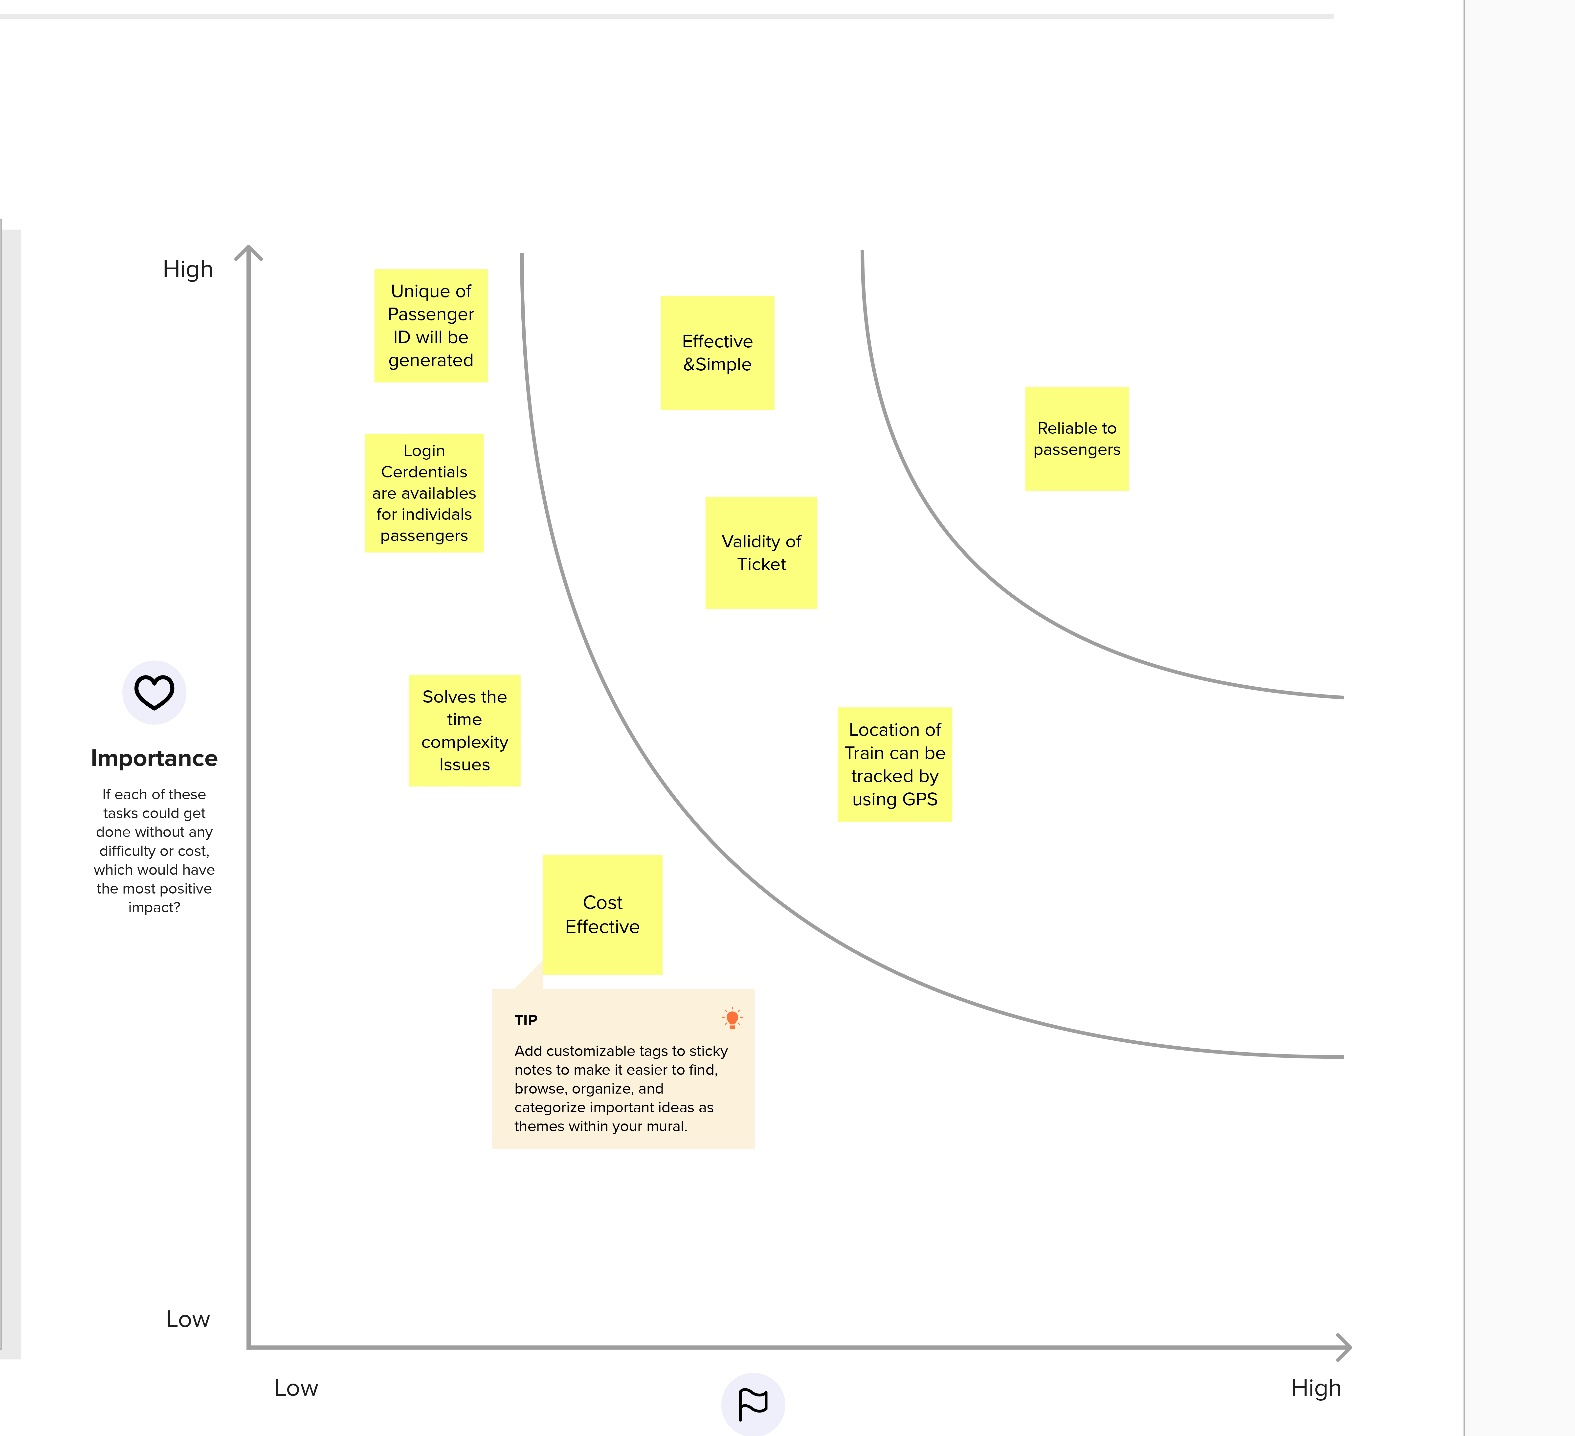 High
Unique of
Passenger
ID will be
generated
Effective
&Simple
Reliable to
passengers
Login
Cerdentials
are availables
for individals
passengers
Validity of
Ticket
Solves the
time
complexity
Issues
Location of
Train can be
tracked by
using GPS
Importance
If each of these
tasks could get
done without any
difficulty or cost,
which would have
the most positive
impact?
Cost
Effective
TIP
Add customizable tags to sticky
notes to make it easier to find,
browse, organize, and
categorize important ideas as
themes within your mural.
Low
Low
High